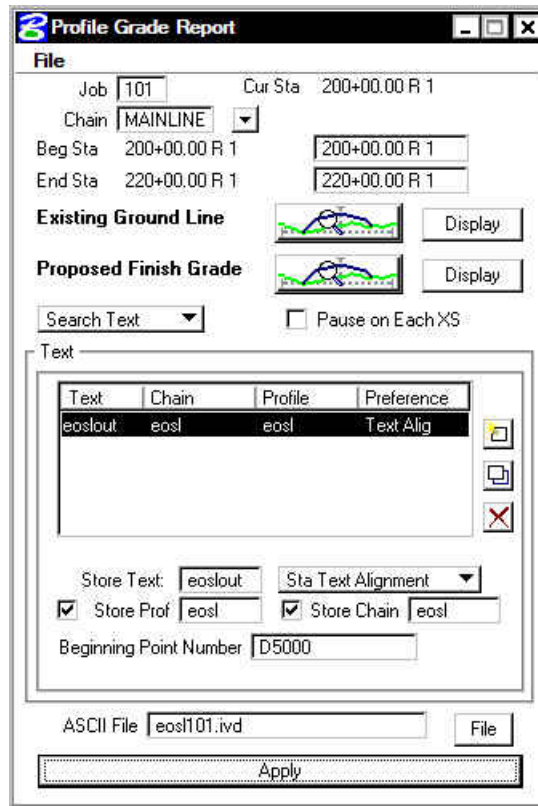 Profile Grade Report
File
Job 101 Cur Sta 200+00.00 R 1
Chain MAINLINE
Beg Sta 200+00.00 R 1 200+00.00 R 1
End Sta 220+00.00 R 1 220+00.00 R 1
Existing Ground Line Display
Proposed Finish Grade Display
Search Text Pause on Each XS
Text
Text Chain Profile Preference
eoslout eosl eosl Text Alig
Store Text: eoslout Sta Text Alignment
Store Prof eosl Store Chain eosl
Beginning Point Number D5000
ASCII File eosl101.ivd File
Apply